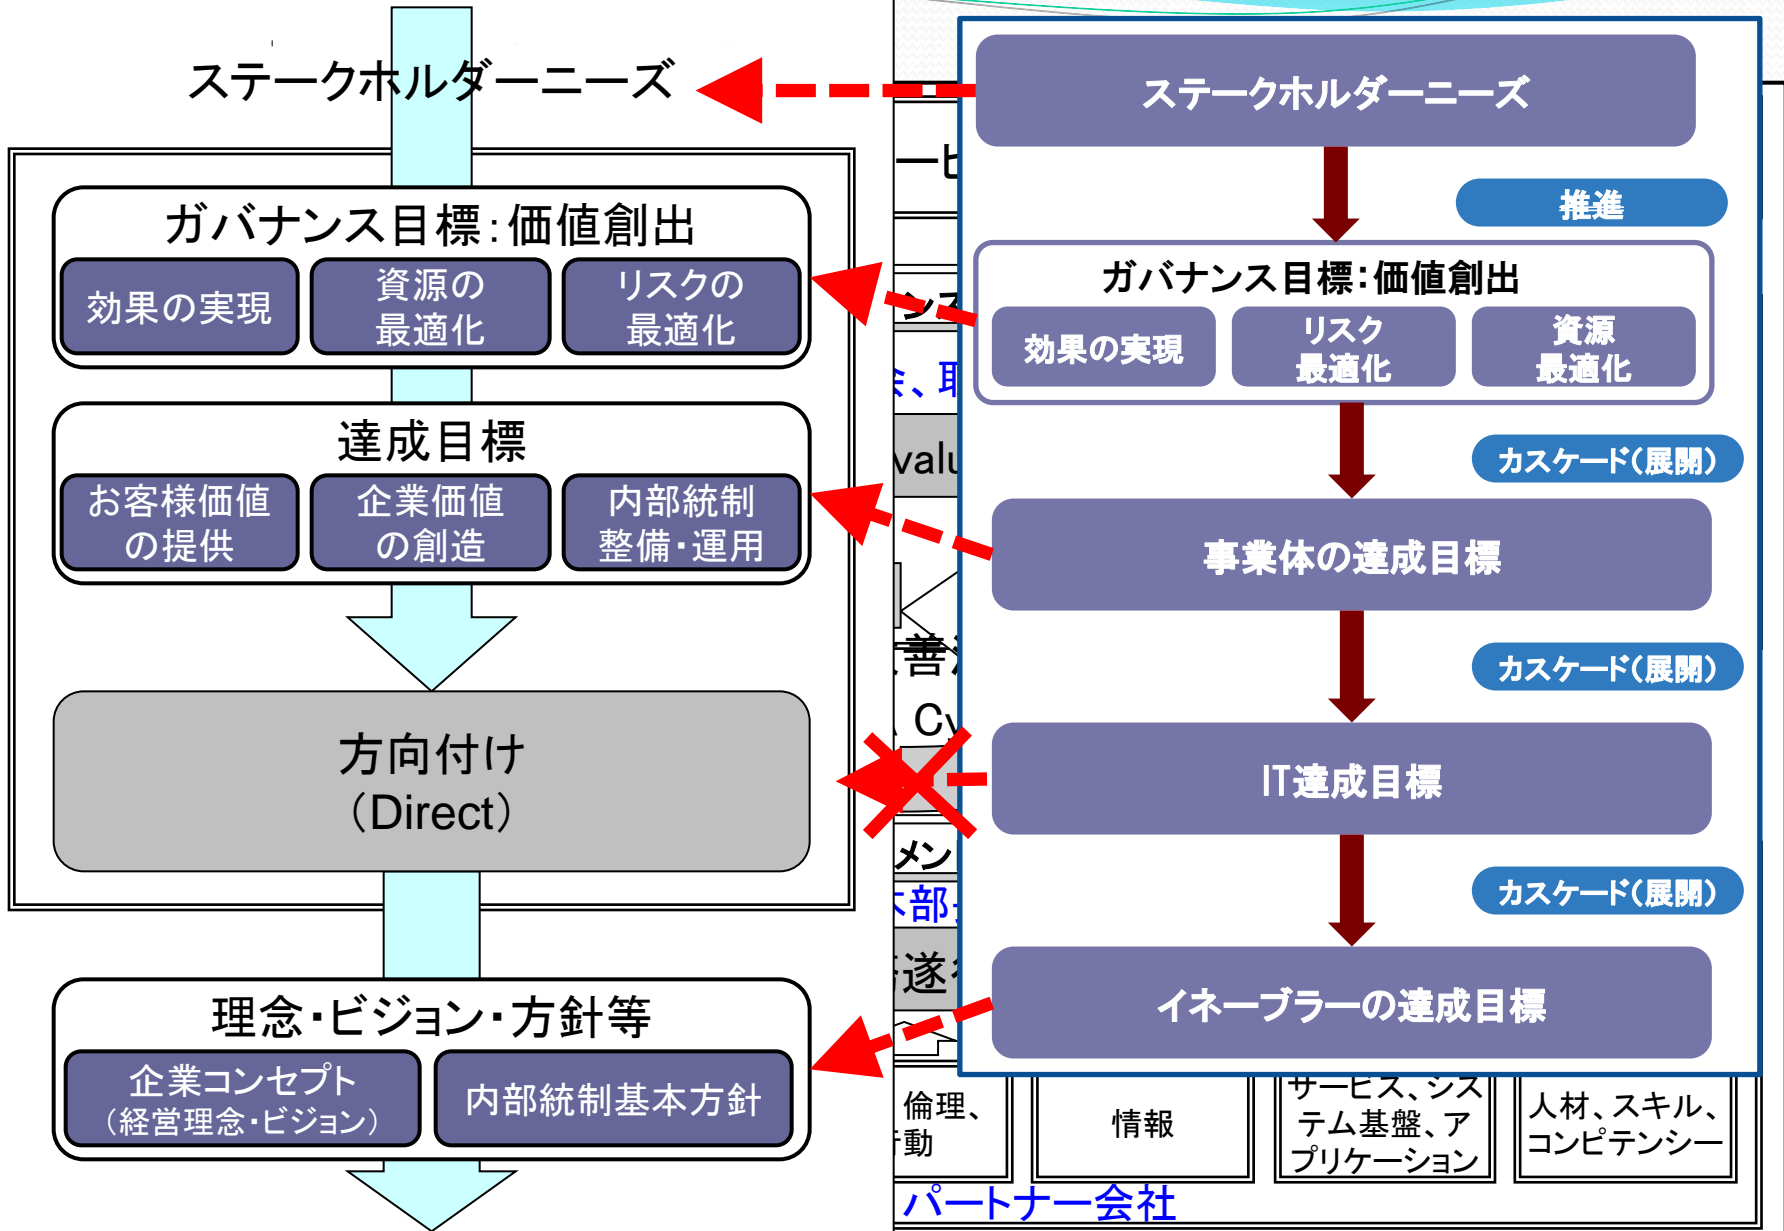 ステークホルダーニーズ
ガバナンス目標：価値創出
効果の実現
資源の
最適化
リスクの
最適化
達成目標
お客様価値
の提供
企業価値
の創造
内部統制
整備・運用
方向付け
（Direct）
理念・ビジョン・方針等
企業コンセプト
（経営理念・ビジョン）
内部統制基本方針
ステークホルダーニーズ
推進
ガバナンス目標：価値創出
効果の実現
リスク
最適化
資源
最適化
カスケード（展開）
事業体の達成目標
カスケード（展開）
IT達成目標
カスケード（展開）
イネーブラーの達成目標
倫理、
動
情報
サービス、シス
テム基盤、ア
プリケーション
人材、スキル、
コンピテンシー
パートナー会社